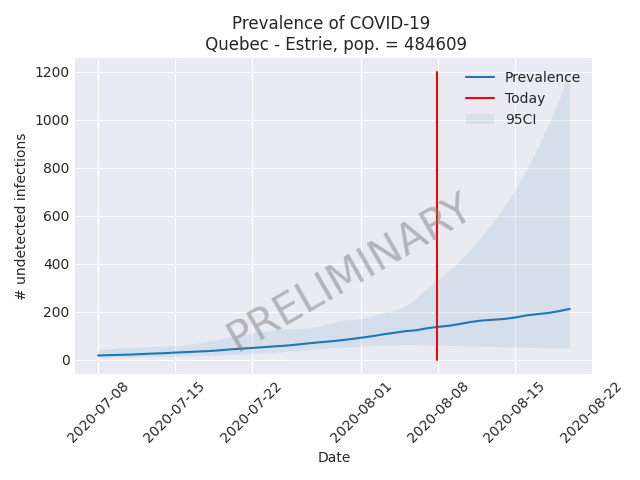 Prevalence of COVID-19
Quebec - Estrie, pop. = 484609
1200
1000
800
600
400
200
0
# undetected infections
Prevalence
Today
95CI
PRELIMINARY
2020-07-08
2020-07-15
2020-07-22
2020-08-01
2020-08-08
2020-08-15
2020-08-22
Date